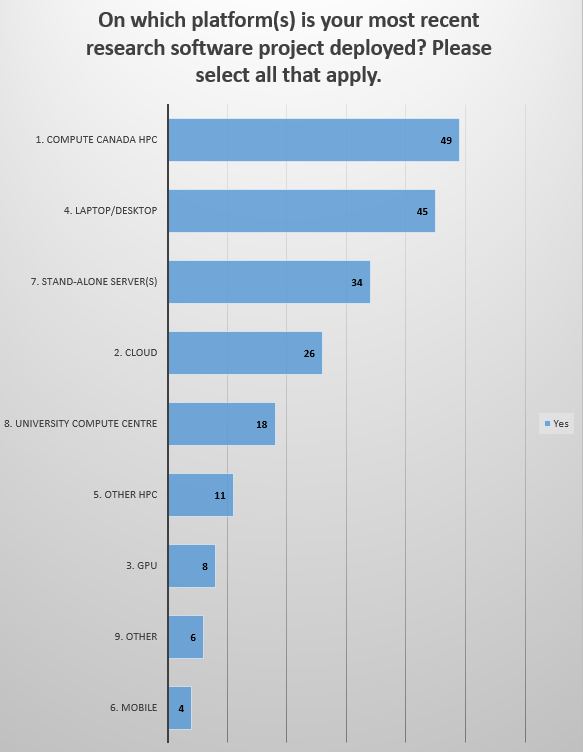 On which platform(s) is your most recent
research software project deployed? Please
select all that apply.
1. COMPUTE CANADA HPC 49
4. LAPTOP/DESKTOP 45
7. STAND-ALONE SERVER(S) 34
2. CLOUD 26
8. UNIVERSITY COMPUTE CENTRE 18
Yes
5. OTHER HPC 11
3. GPU 8
9. OTHER 6
6. MOBILE 4